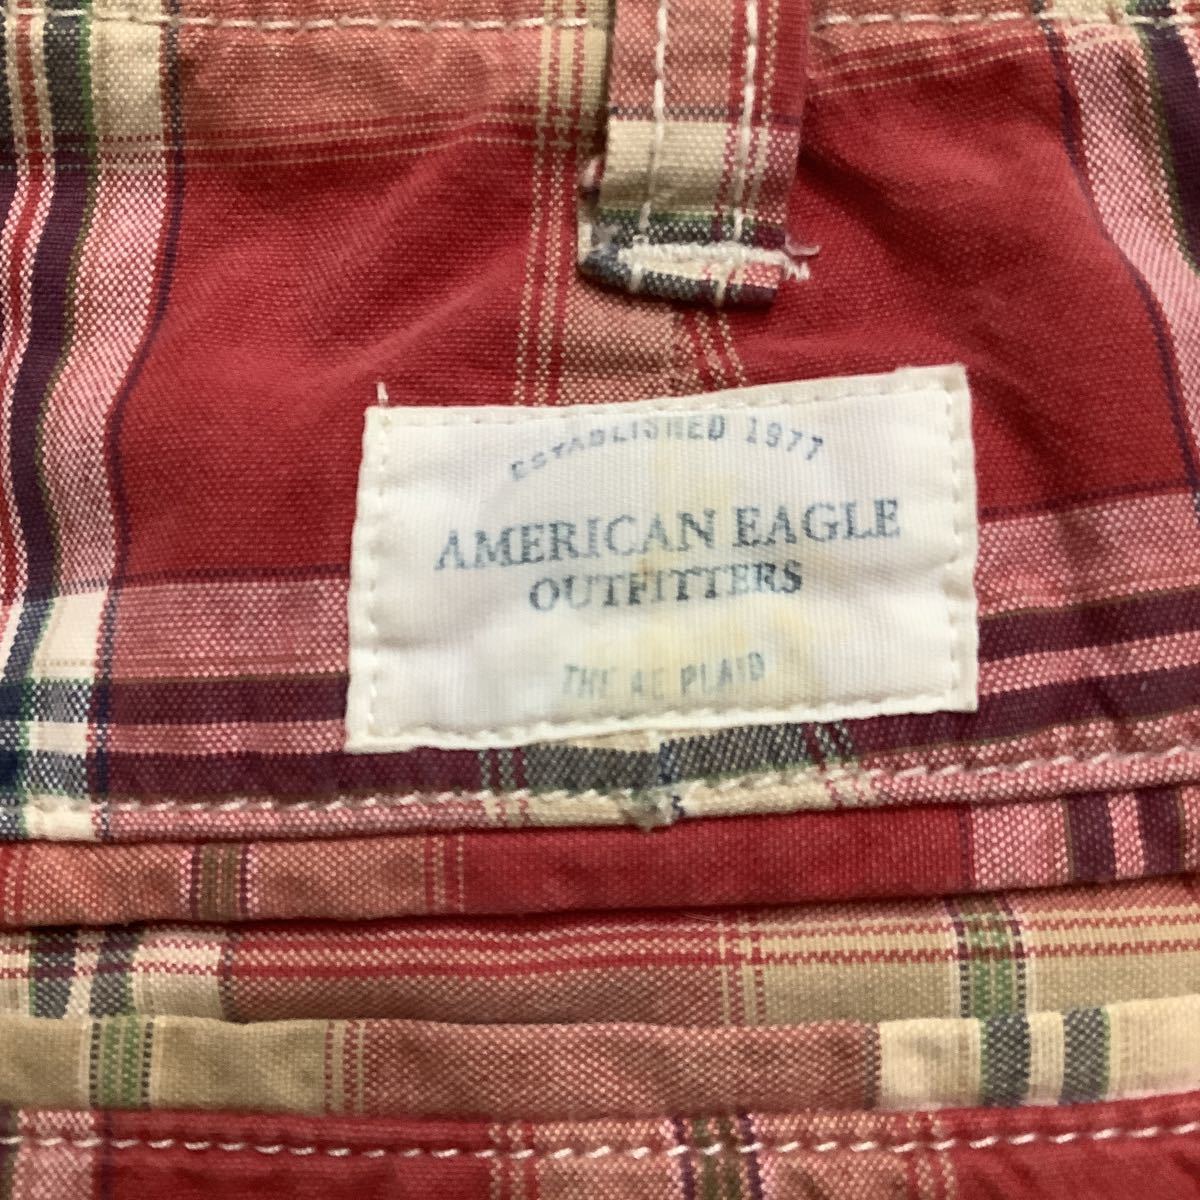 ESTABLISHED 1977
AMERICAN EAGLE
OUTFITTERS
THE AE PLAID